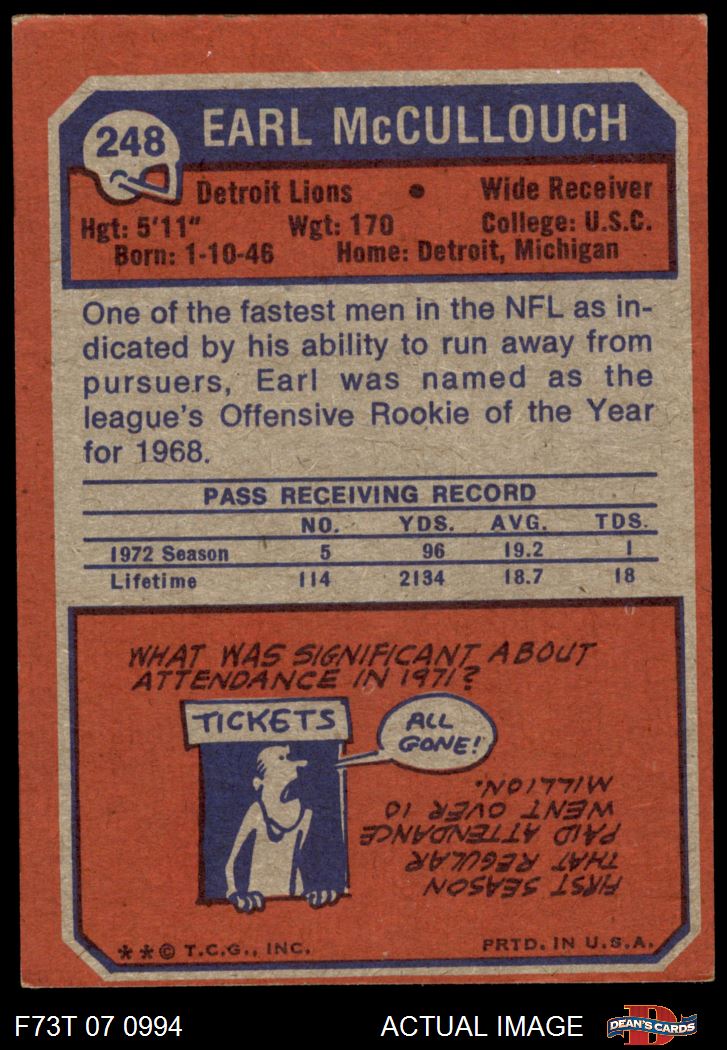 248
EARL McCULLOUCH
Detroit Lions • Wide Receiver
Hgt: 5'11" Wgt: 170 College: U.S.C.
Born: 1-10-46 Home: Detroit, Michigan
One of the fastest men in the NFL as in-
dicated by his ability to run away from
pursuers, Earl was named as the
league's Offensive Rookie of the Year
for 1968.
PASS RECEIVING RECORD
NO. YDS. AVG. TDS.
1972 Season 5 96 19.2 1
Lifetime 114 2134 18.7 18
WHAT WAS SIGNIFICANT ABOUT
ATTENDANCE IN 1971?
TICKETS
ALL
GONE!
FIRST SEASON
THAT REGULAR
PAID ATTENDANCE
WENT OVER 10
MILLION.
**© T.C.G., INC. PRTD. IN U.S.A.
F73T 07 0994 ACTUAL IMAGE
D
DEAN'S CARDS